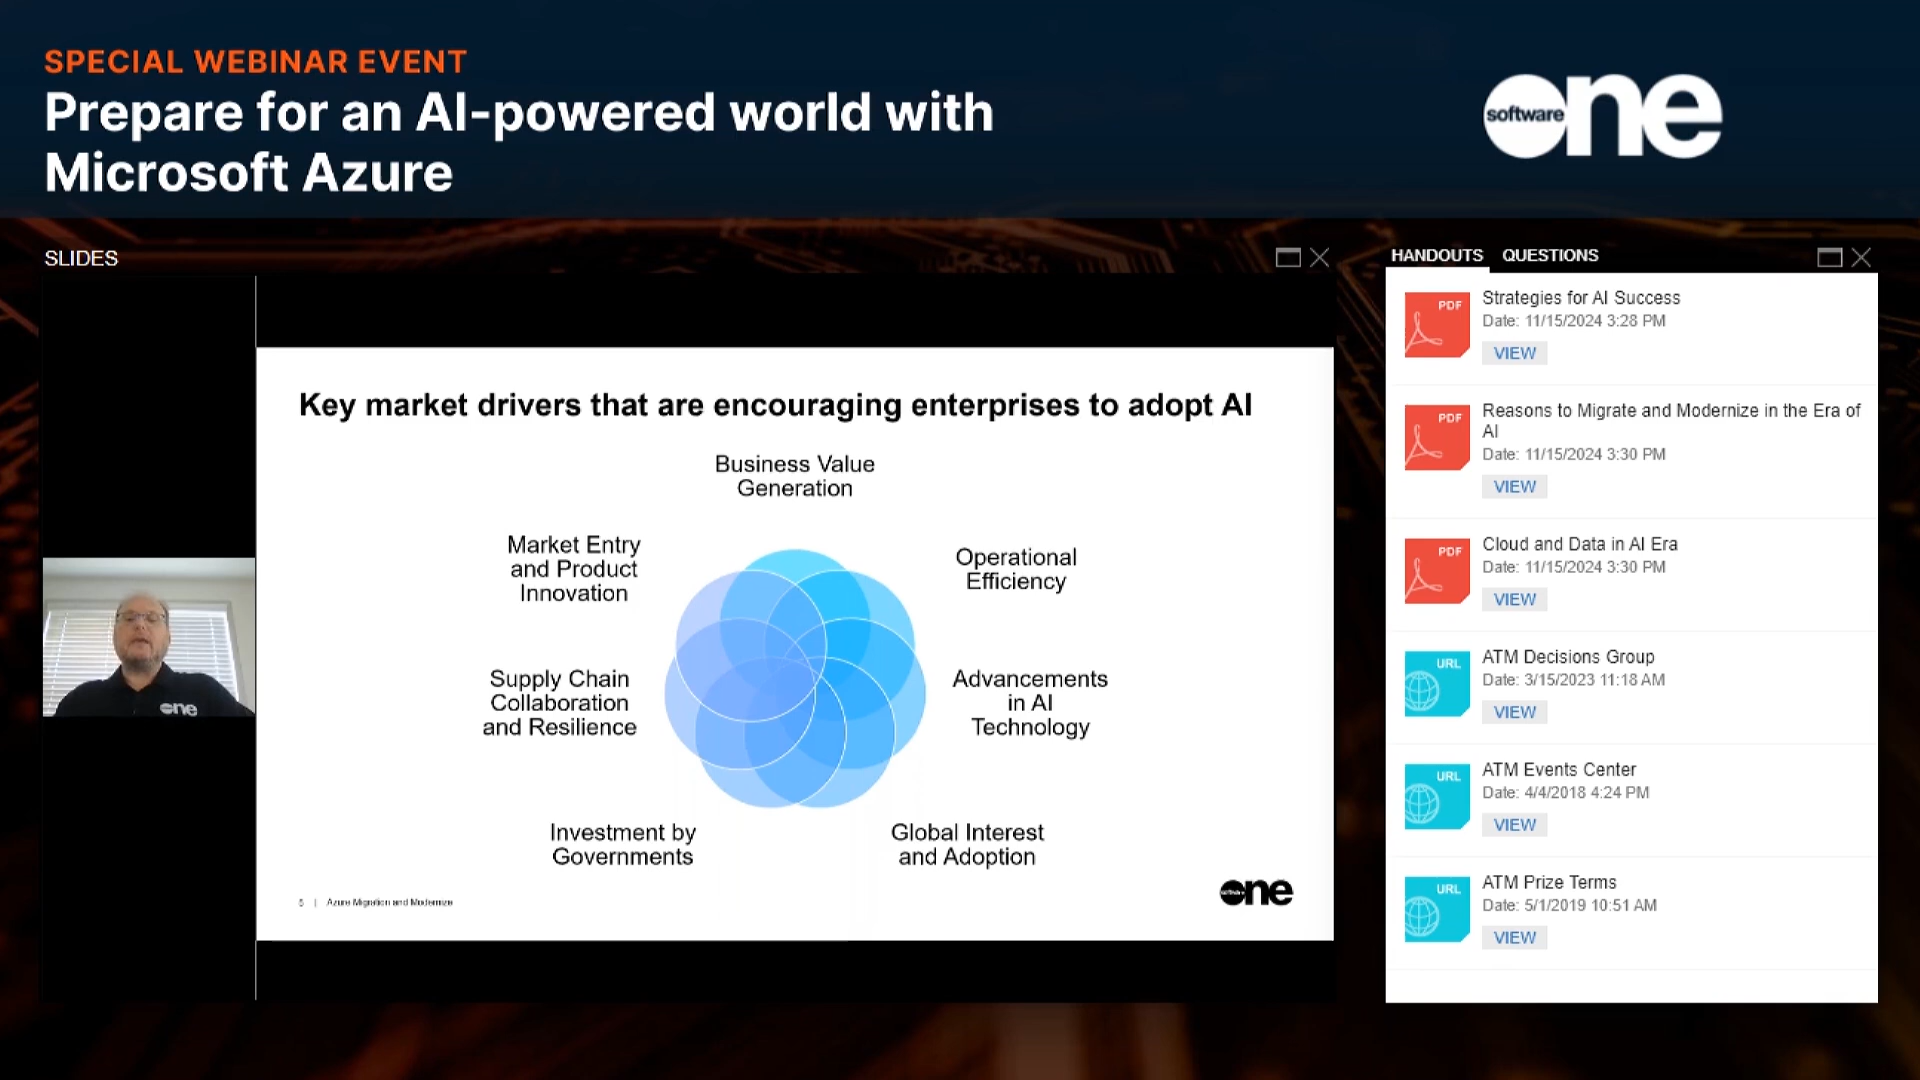 SPECIAL WEBINAR EVENT
Prepare for an AI-powered world with
Microsoft Azure
software
one
SLIDES
Key market drivers that are encouraging enterprises to adopt AI
Business Value
Generation
Market Entry
and Product
Innovation
Operational
Efficiency
Supply Chain
Collaboration
and Resilience
Advancements
in AI
Technology
Investment by
Governments
Global Interest
and Adoption
5 | Azure Migration and Modernize
software
one
one
HANDOUTS QUESTIONS
PDF
Strategies for AI Success
Date: 11/15/2024 3:28 PM
VIEW
PDF
Reasons to Migrate and Modernize in the Era of
AI
Date: 11/15/2024 3:30 PM
VIEW
PDF
Cloud and Data in AI Era
Date: 11/15/2024 3:30 PM
VIEW
URL
ATM Decisions Group
Date: 3/15/2023 11:18 AM
VIEW
URL
ATM Events Center
Date: 4/4/2018 4:24 PM
VIEW
URL
ATM Prize Terms
Date: 5/1/2019 10:51 AM
VIEW